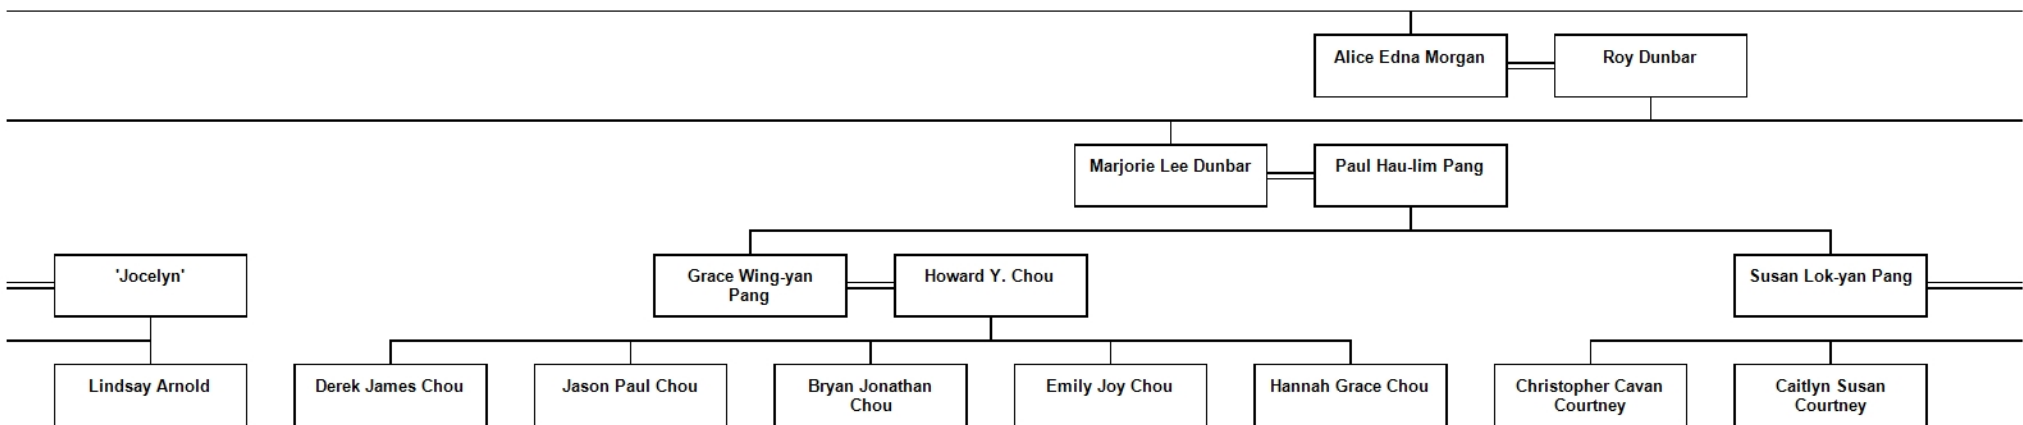 Alice Edna Morgan
Roy Dunbar
Marjorie Lee Dunbar
Paul Hau-lim Pang
'Jocelyn'
Grace Wing-yan
Pang
Howard Y. Chou
Susan Lok-yan Pang
Lindsay Arnold
Derek James Chou
Jason Paul Chou
Bryan Jonathan
Chou
Emily Joy Chou
Hannah Grace Chou
Christopher Cavan
Courtney
Caitlyn Susan
Courtney